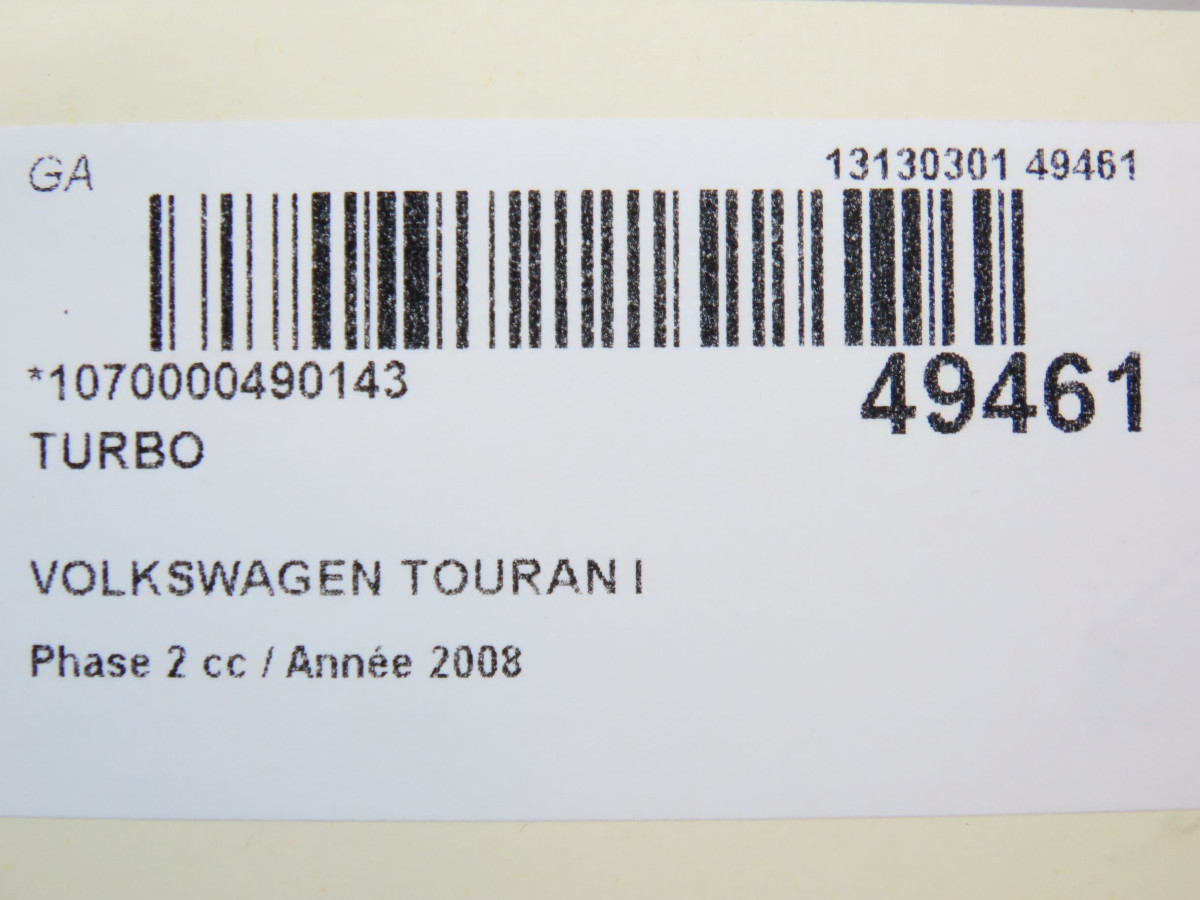 GA
13130301 49461
*1070000490143
49461
TURBO
VOLKSWAGEN TOURAN I
Phase 2 cc / Année 2008